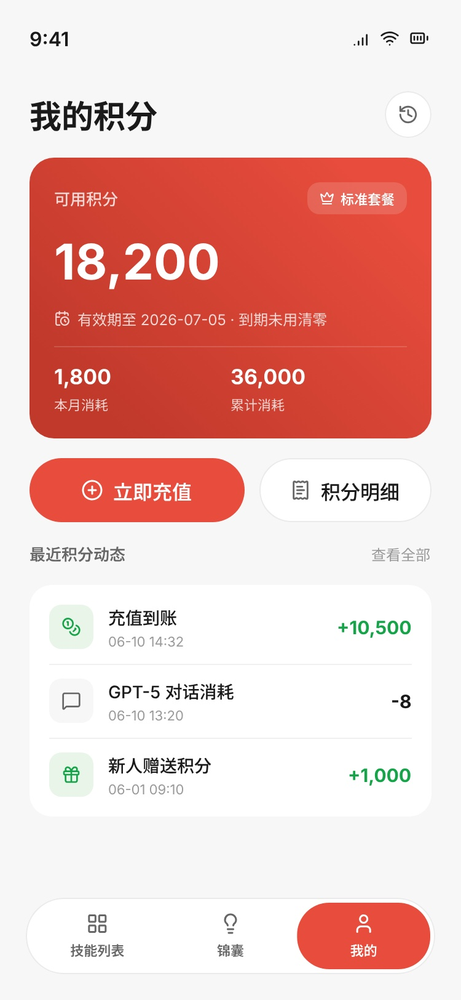 9:41
我的积分
可用积分
标准套餐
18,200
有效期至 2026-07-05 · 到期未用清零
1,800
36,000
本月消耗
累计消耗
立即充值
积分明细
最近积分动态
查看全部
充值到账
+10,500
06-10 14:32
GPT-5 对话消耗
-8
06-10 13:20
新人赠送积分
+1,000
06-01 09:10
技能列表
锦囊
我的